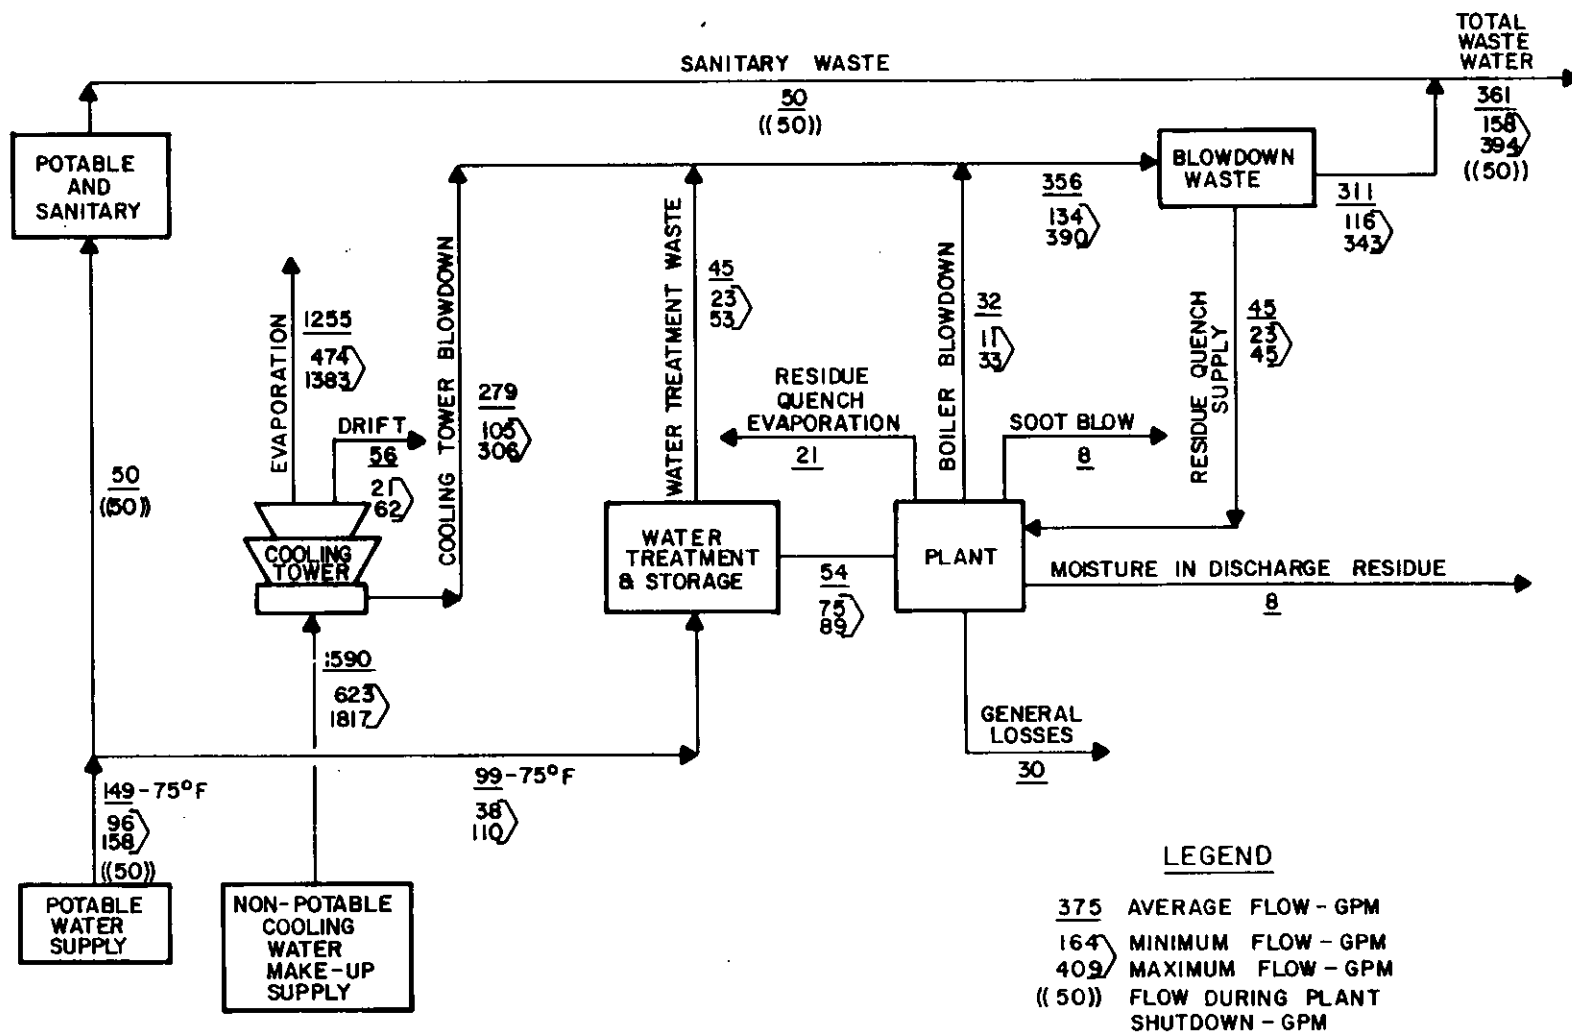 TOTAL
WASTE
WATER
SANITARY WASTE
50
((50))
361
158
394
((50))
POTABLE
AND
SANITARY
BLOWDOWN
WASTE
356
134
390
311
116
343
EVAPORATION
1255
474
1383
DRIFT
56
21
62
COOLING TOWER BLOWDOWN
279
105
306
WATER TREATMENT WASTE
45
23
53
RESIDUE
QUENCH
EVAPORATION
21
BOILER BLOWDOWN
32
11
33
SOOT BLOW
8
RESIDUE QUENCH
SUPPLY
45
23
45
50
((50))
COOLING
TOWER
WATER
TREATMENT
& STORAGE
54
75
89
PLANT
MOISTURE IN DISCHARGE RESIDUE
8
1590
623
1817
GENERAL
LOSSES
30
149-75°F
96
158
((50))
99-75°F
38
110
POTABLE
WATER
SUPPLY
NON-POTABLE
COOLING
WATER
MAKE-UP
SUPPLY
LEGEND
375 AVERAGE FLOW-GPM
164 MINIMUM FLOW-GPM
409 MAXIMUM FLOW-GPM
((50)) FLOW DURING PLANT
SHUTDOWN-GPM